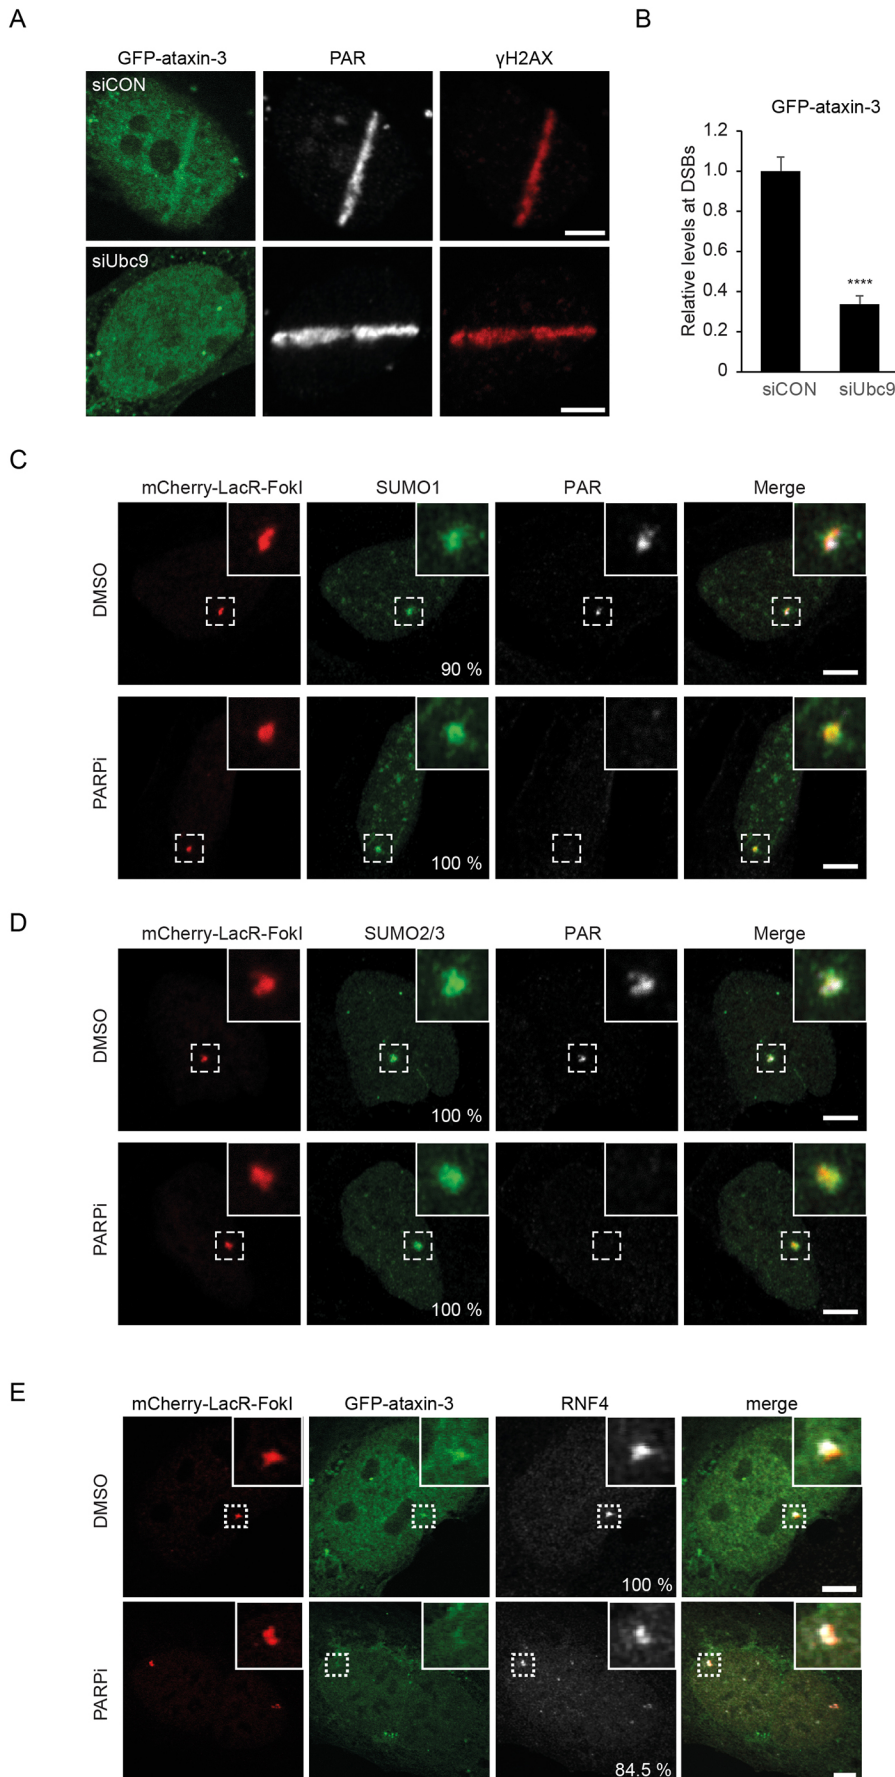 A
GFP-ataxin-3 PAR γH2AX
siCON
siUbc9
B
GFP-ataxin-3
Relative levels at DSBs
1.2
1.0
0.8
0.6
0.4
0.2
0
****
siCON siUbc9
C
mCherry-LacR-FokI SUMO1 PAR Merge
DMSO
90 %
PARPi
100 %
D
mCherry-LacR-FokI SUMO2/3 PAR Merge
DMSO
100 %
PARPi
100 %
E
mCherry-LacR-FokI GFP-ataxin-3 RNF4 merge
DMSO
100 %
PARPi
84.5 %